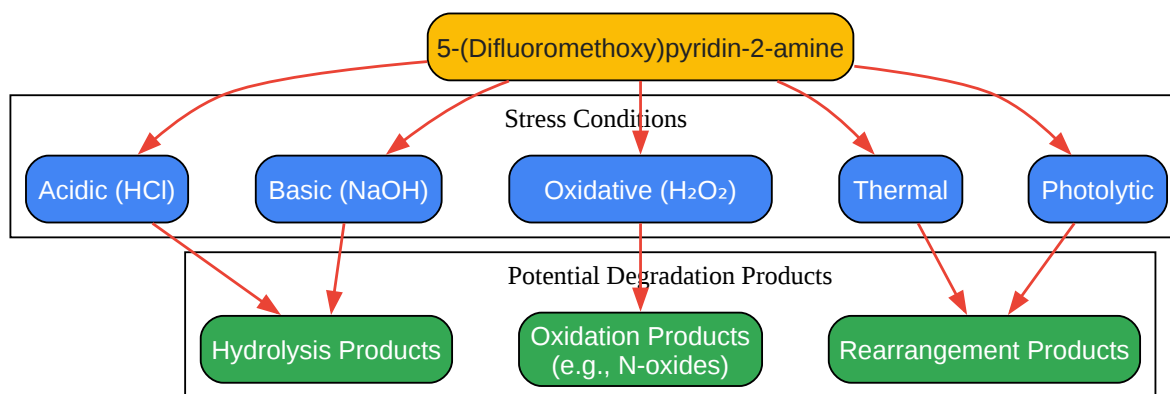 5-(Difluoromethoxy)pyridin-2-amine
Stress Conditions
Acidic (HCl)
Basic (NaOH)
Oxidative (H₂O₂)
Thermal
Photolytic
Potential Degradation Products
Hydrolysis Products
Oxidation Products
(e.g., N-oxides)
Rearrangement Products